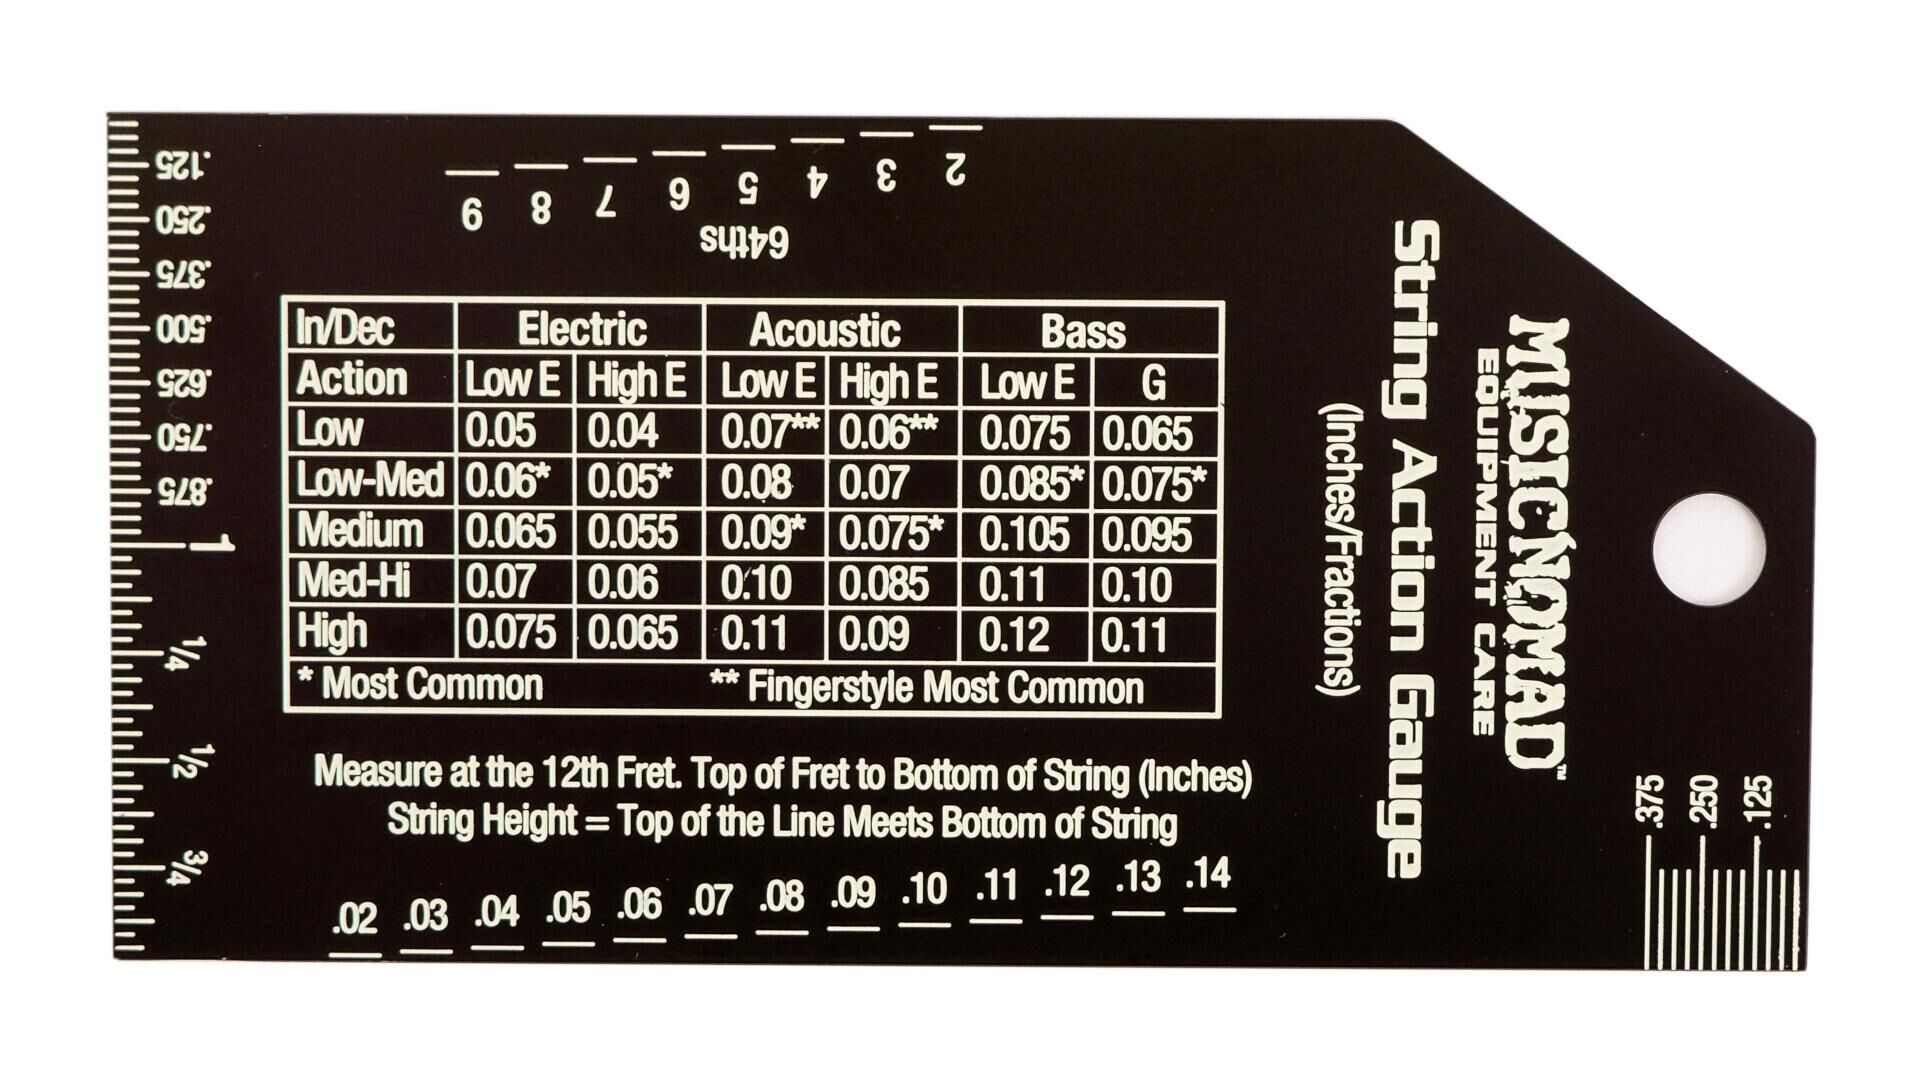 .125
.250
.375
.500
.625
.750
.875
1
1/4
1/2
3/4
9 8 7 6 5 4 3 2
64ths
In/Dec Electric Acoustic Bass
Action Low E High E Low E High E Low E G
Low 0.05 0.04 0.07** 0.06** 0.075 0.065
Low-Med 0.06* 0.05* 0.08 0.07 0.085* 0.075*
Medium 0.065 0.055 0.09* 0.075* 0.105 0.095
Med-Hi 0.07 0.06 0.10 0.085 0.11 0.10
High 0.075 0.065 0.11 0.09 0.12 0.11
* Most Common ** Fingerstyle Most Common
Measure at the 12th Fret. Top of Fret to Bottom of String (Inches)
String Height = Top of the Line Meets Bottom of String
.02 .03 .04 .05 .06 .07 .08 .09 .10 .11 .12 .13 .14
MUSICNOMAD™
EQUIPMENT CARE
String Action Gauge
(Inches/Fractions)
.375
.250
.125